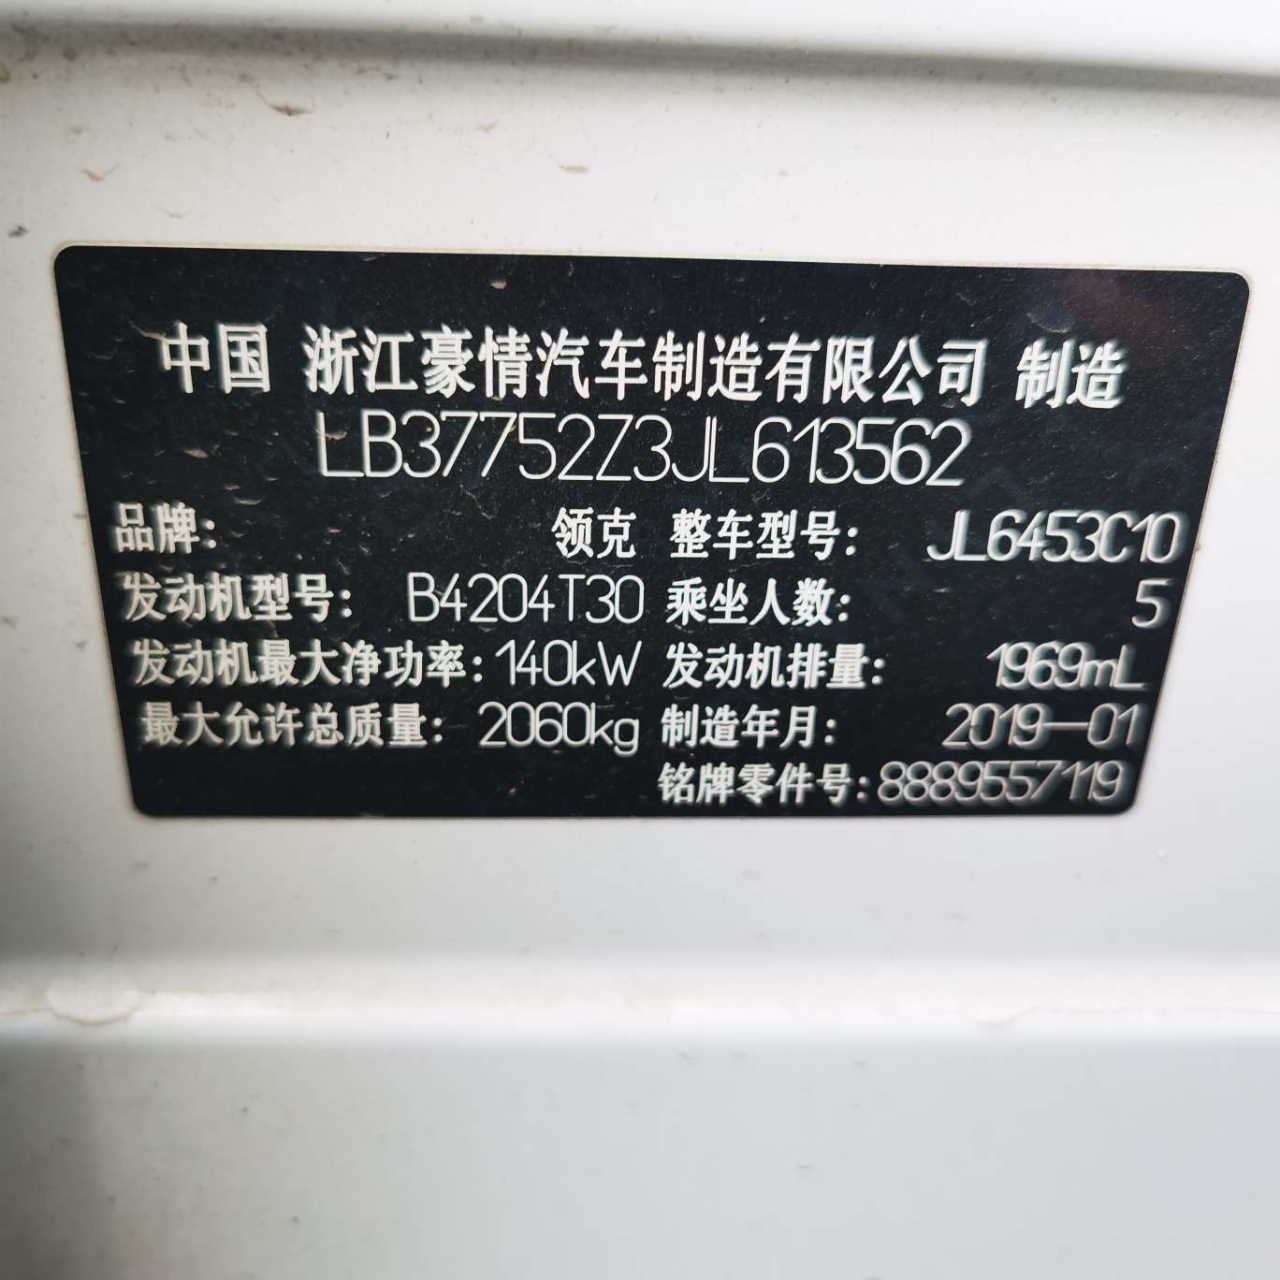 中国 浙江豪情汽车制造有限公司 制造
LB37752Z3JL613562
品牌: 领克 整车型号: JL6453C10
发动机型号: B4204T30 乘坐人数: 5
发动机最大净功率: 140kW 发动机排量: 1969mL
最大允许总质量: 2060kg 制造年月: 2019-01
铭牌零件号: 8889557119